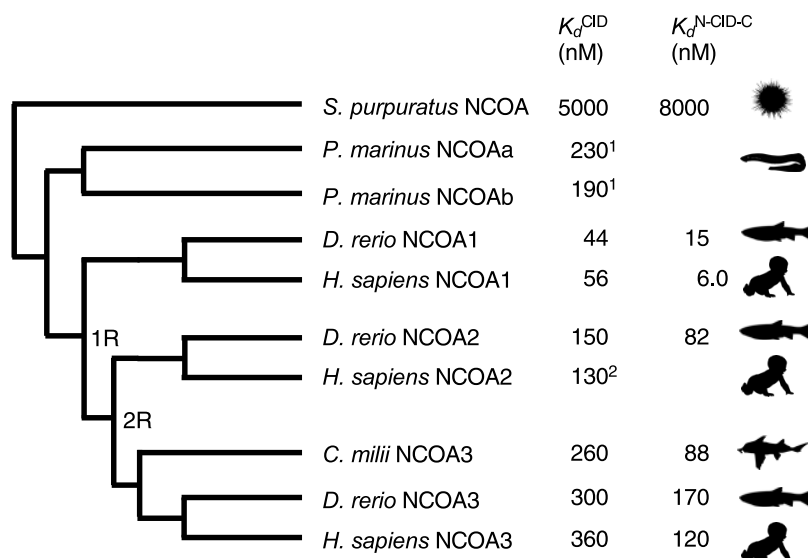 Kd^CID Kd^N-CID-C
(nM) (nM)
S. purpuratus NCOA 5000 8000
P. marinus NCOAa 230¹
P. marinus NCOAb 190¹
D. rerio NCOA1 44 15
H. sapiens NCOA1 56 6.0
1R
D. rerio NCOA2 150 82
H. sapiens NCOA2 130²
2R
C. milii NCOA3 260 88
D. rerio NCOA3 300 170
H. sapiens NCOA3 360 120